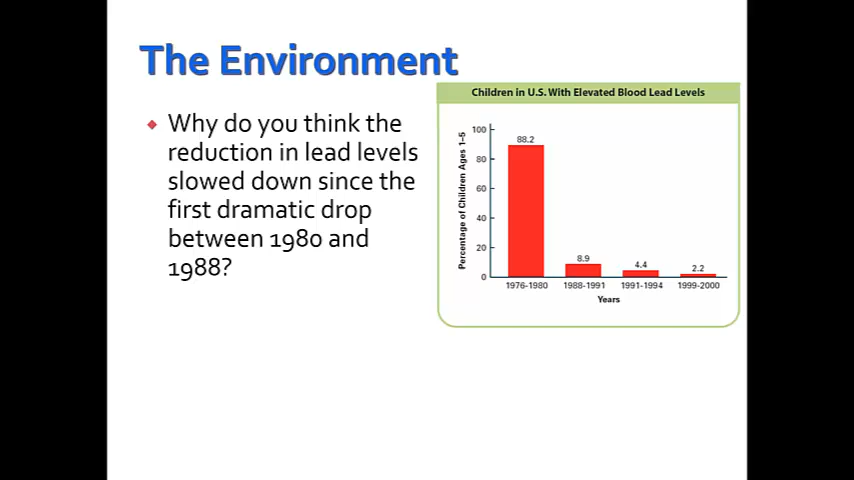 The Environment
Why do you think the
reduction in lead levels
slowed down since the
first dramatic drop
between 1980 and
1988?
Children in U.S. With Elevated Blood Lead Levels
Percentage of Children Ages 1–5
100
80
60
40
20
0
88.2
8.9
4.4
2.2
1976-1980
1988-1991
1991-1994
1999-2000
Years